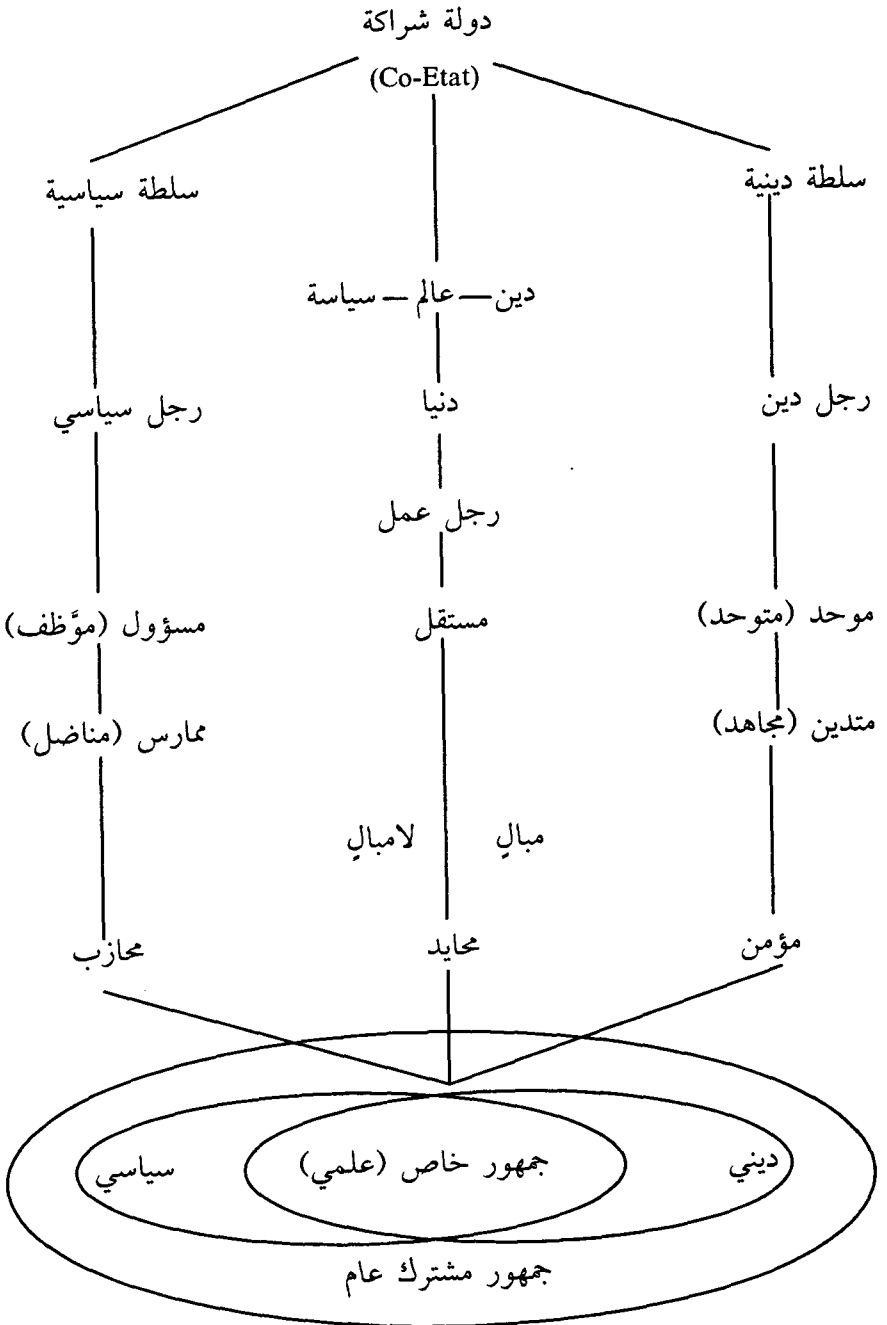 دولة شراكة
(Co-Etat)
سلطة دينية
سلطة سياسية
دين — عالم — سياسة
رجل دين
دنيا
رجل سياسي
رجل عمل
موحد (متوحد)
مستقل
مسؤول (موَّظف)
متدين (مجاهد)
ممارس (مناضل)
مبالٍ
لامبالٍ
مؤمن
محايد
محازب
ديني
جمهور خاص (علمي)
سياسي
جمهور مشترك عام